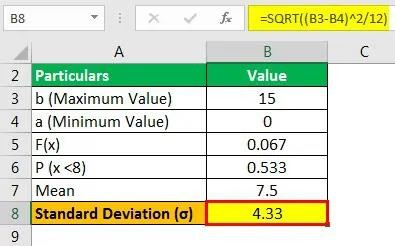 B8 fx =SQRT((B3-B4)^2/12)
A B C
2 Particulars Value
3 b (Maximum Value) 15
4 a (Minimum Value) 0
5 F(x) 0.067
6 P (x <8) 0.533
7 Mean 7.5
8 Standard Deviation (σ) 4.33
9